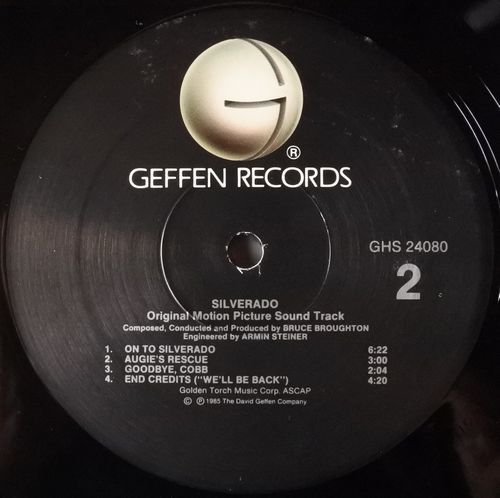 G
®
GEFFEN RECORDS
GHS 24080
2
SILVERADO
Original Motion Picture Sound Track
Composed, Conducted and Produced by BRUCE BROUGHTON
Engineered by ARMIN STEINER
1. ON TO SILVERADO 6:22
2. AUGIE'S RESCUE 3:00
3. GOODBYE, COBB 2:04
4. END CREDITS ("WE'LL BE BACK") 4:20
Golden Torch Music Corp. ASCAP
© ℗ 1985 The David Geffen Company